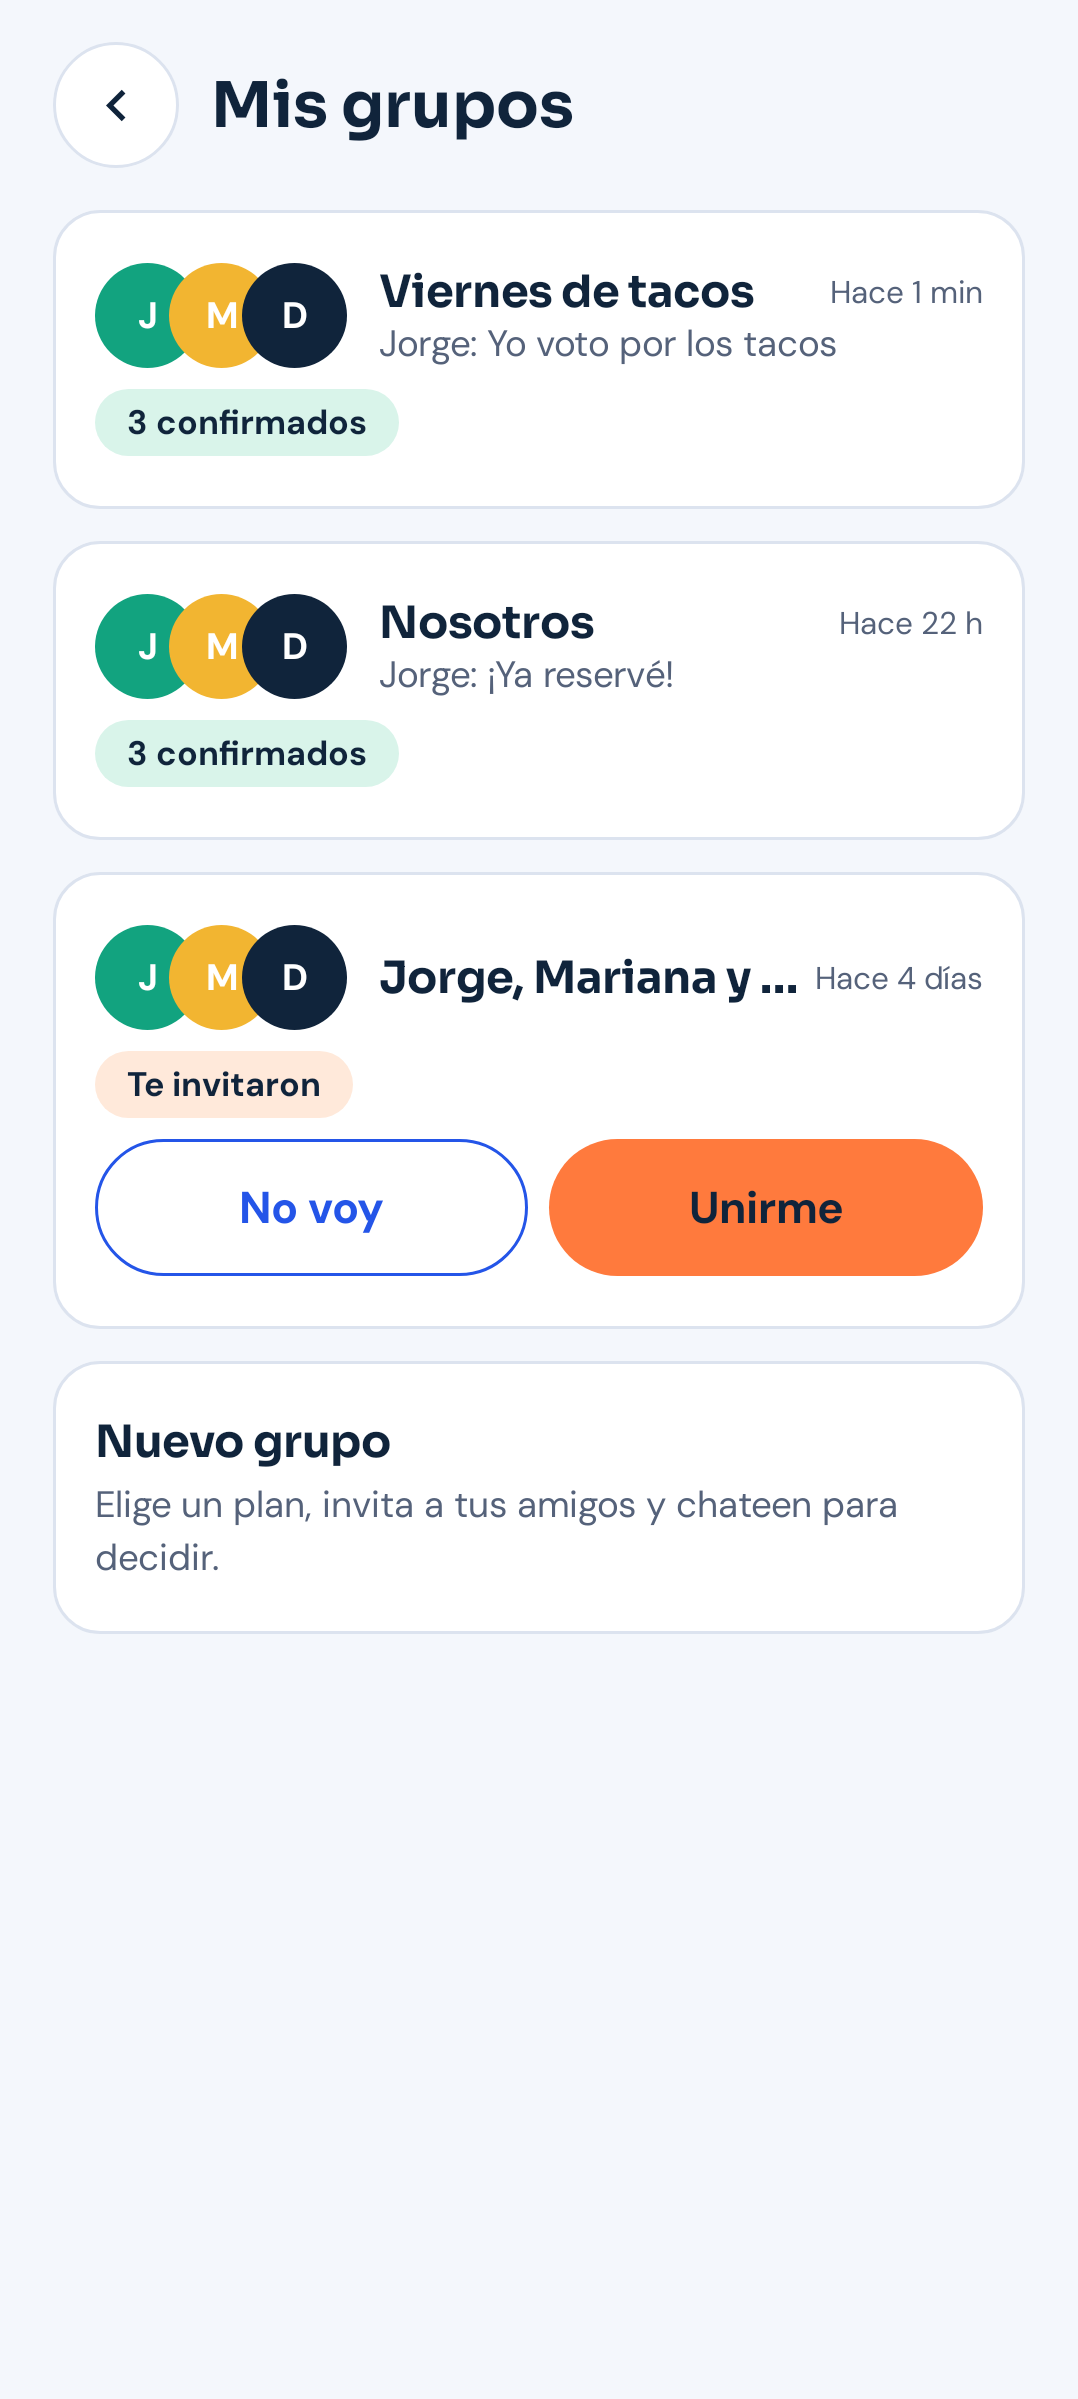 Mis grupos
J M D
Viernes de tacos
Hace 1 min
Jorge: Yo voto por los tacos
3 confirmados
J M D
Nosotros
Hace 22 h
Jorge: ¡Ya reservé!
3 confirmados
J M D
Jorge, Mariana y ...
Hace 4 días
Te invitaron
No voy
Unirme
Nuevo grupo
Elige un plan, invita a tus amigos y chateen para
decidir.